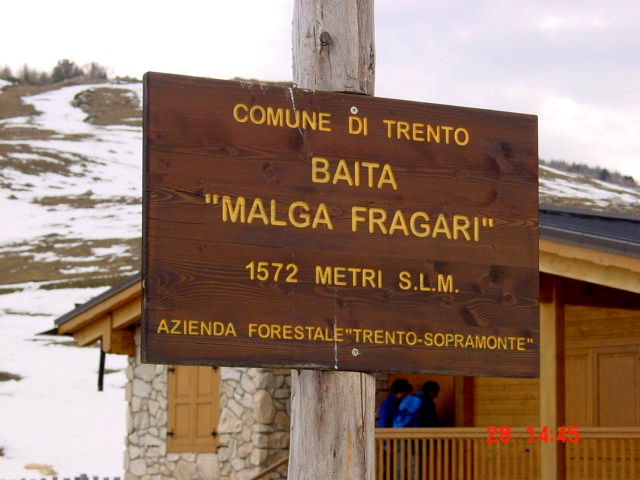 COMUNE DI TRENTO
BAITA
"MALGA FRAGARI"
1572 METRI S.L.M.
AZIENDA FORESTALE"TRENTO-SOPRAMONTE"
28 14:45